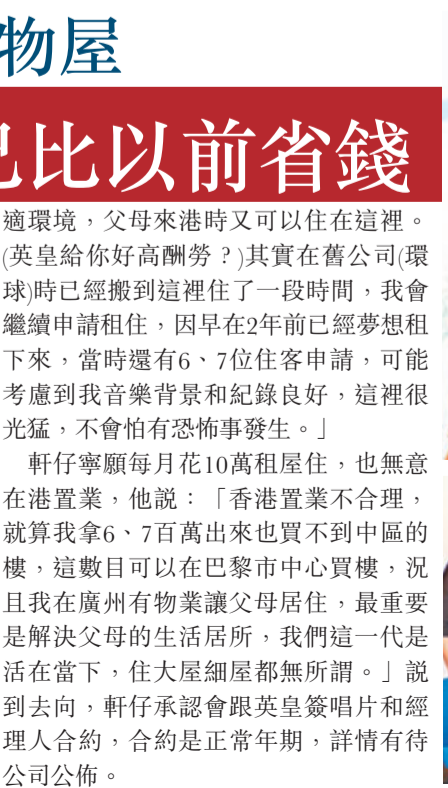 物屋
己比以前省錢
適環境，父母來港時又可以住在這裡。
(英皇給你好高酬勞？)其實在舊公司(環
球)時已經搬到這裡住了一段時間，我會
繼續申請租住，因早在2年前已經夢想租
下來，當時還有6、7位住客申請，可能
考慮到我音樂背景和紀錄良好，這裡很
光猛，不會怕有恐怖事發生。」
軒仔寧願每月花10萬租屋住，也無意
在港置業，他説：「香港置業不合理，
就算我拿6、7百萬出來也買不到中區的
樓，這數目可以在巴黎市中心買樓，況
且我在廣州有物業讓父母居住，最重要
是解決父母的生活居所，我們這一代是
活在當下，住大屋細屋都無所謂。」説
到去向，軒仔承認會跟英皇簽唱片和經
理人合約，合約是正常年期，詳情有待
公司公佈。